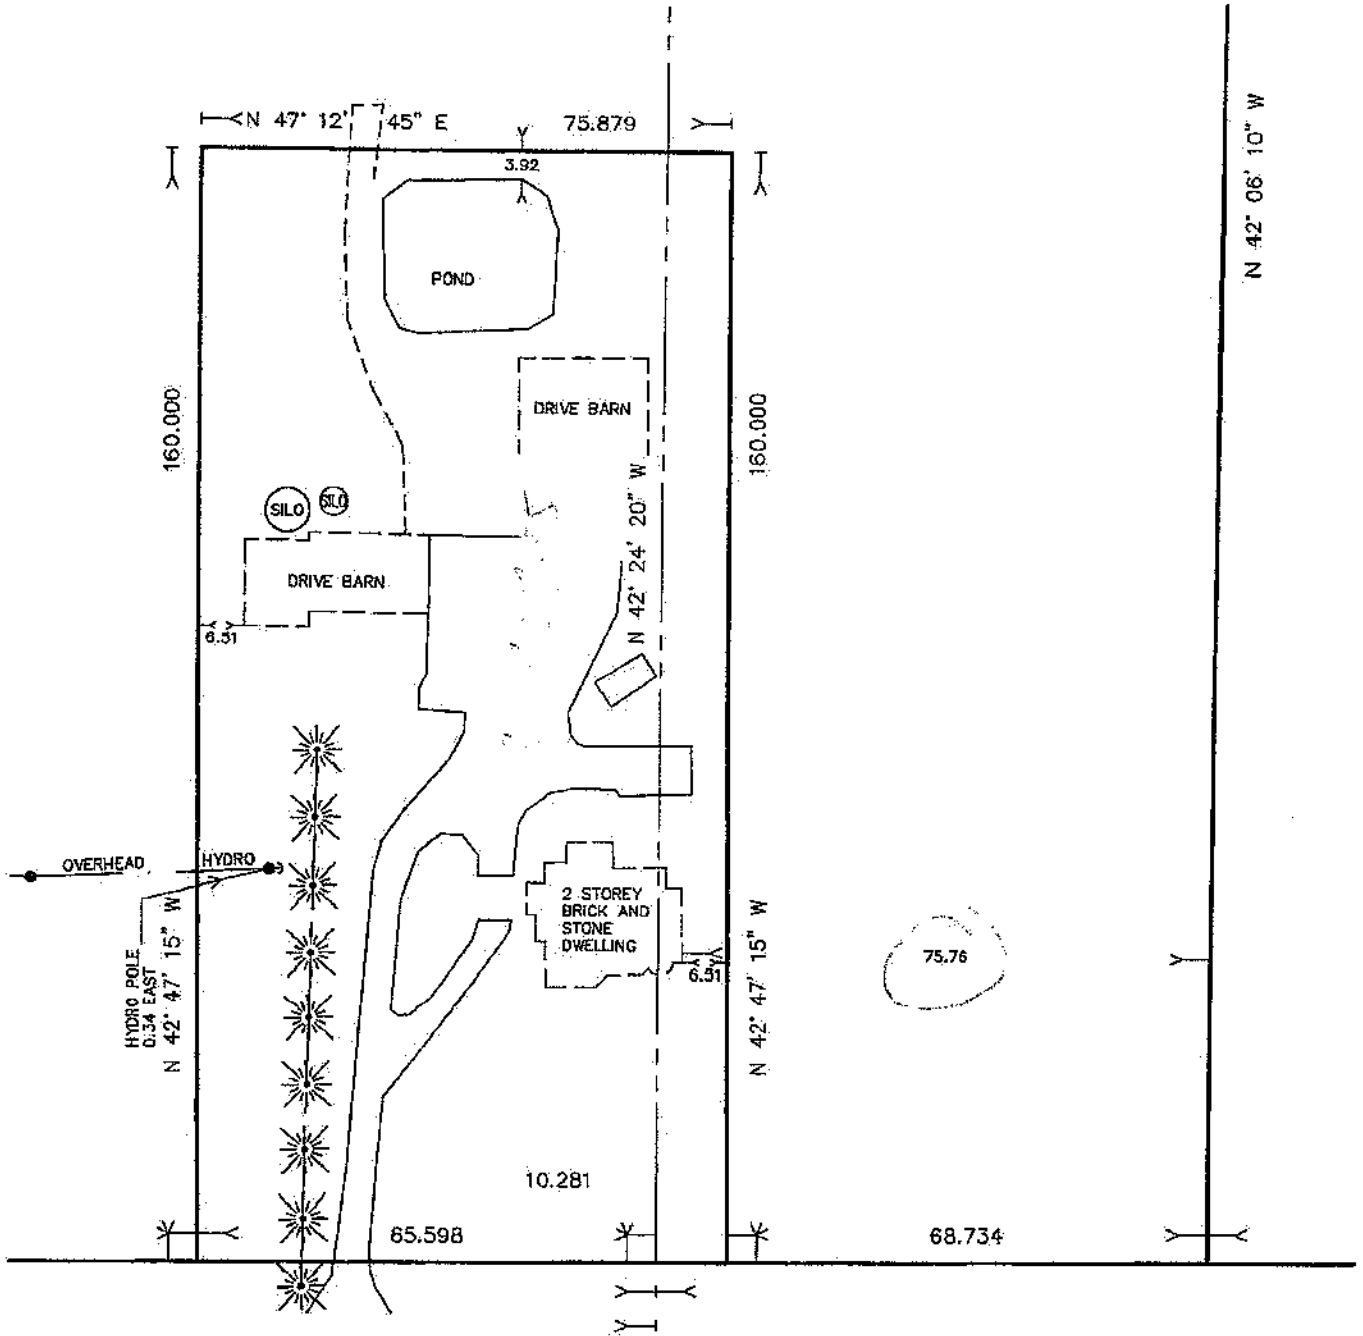 N 47° 12' 45" E
75.879
3.92
N 42° 06' 10" W
POND
160.000
160.000
DRIVE BARN
N 42° 24' 20" W
SILO
SILO
DRIVE BARN
6.51
OVERHEAD
HYDRO
HYDRO POLE
0.34 EAST
N 42° 47' 15" W
2 STOREY
BRICK AND
STONE
DWELLING
6.51
N 42° 47' 15" W
75.76
10.281
65.598
68.734